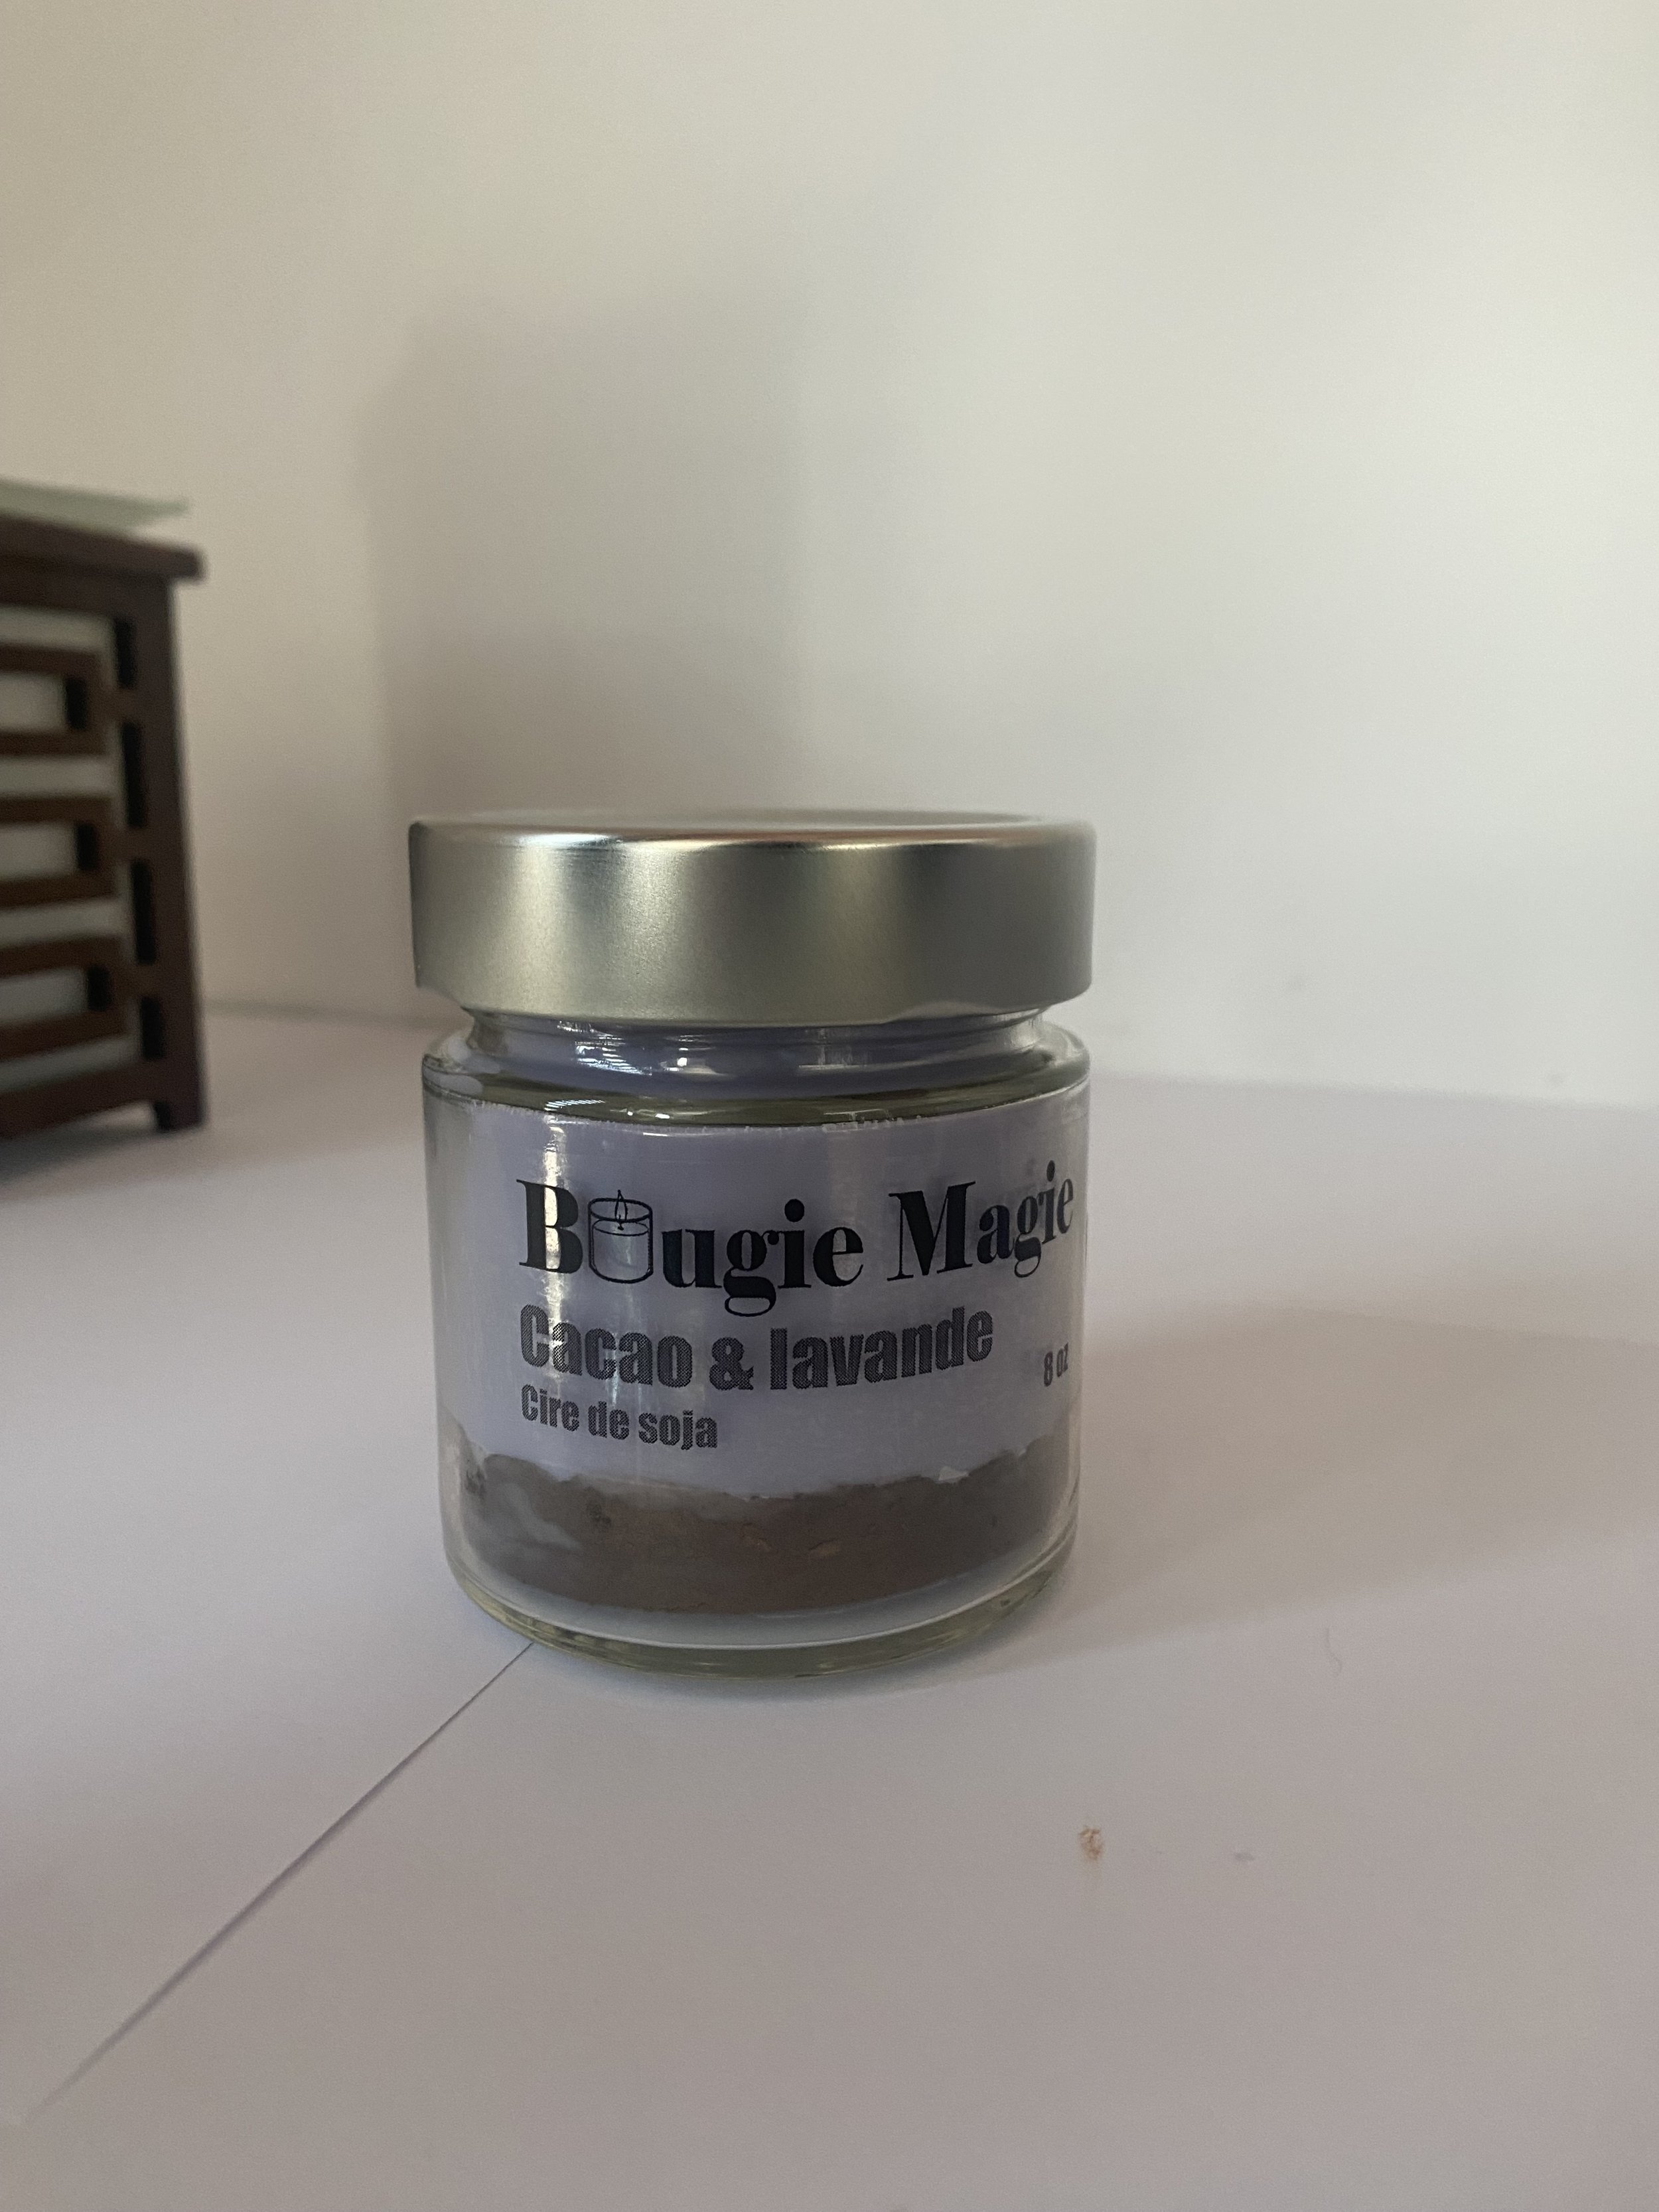 Bougie Magie
Cacao & lavande
8 oz
Cire de soja